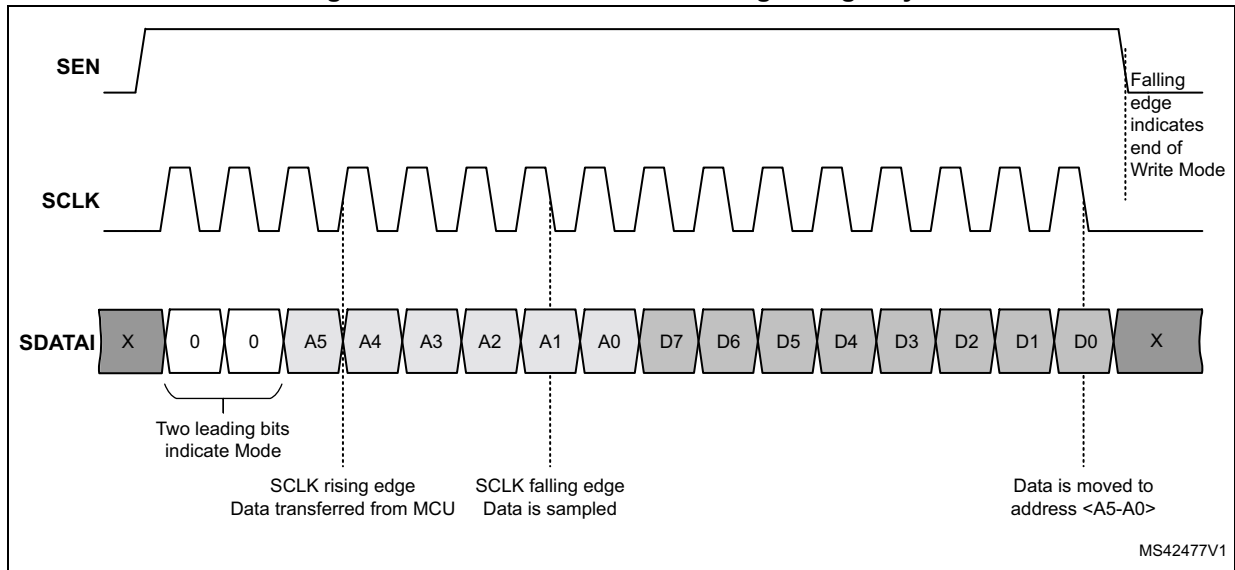 SEN
Falling
edge
indicates
end of
Write Mode
SCLK
SDATAI X 0 0 A5 A4 A3 A2 A1 A0 D7 D6 D5 D4 D3 D2 D1 D0 X
Two leading bits
indicate Mode
SCLK rising edge
Data transferred from MCU
SCLK falling edge
Data is sampled
Data is moved to
address <A5-A0>
MS42477V1